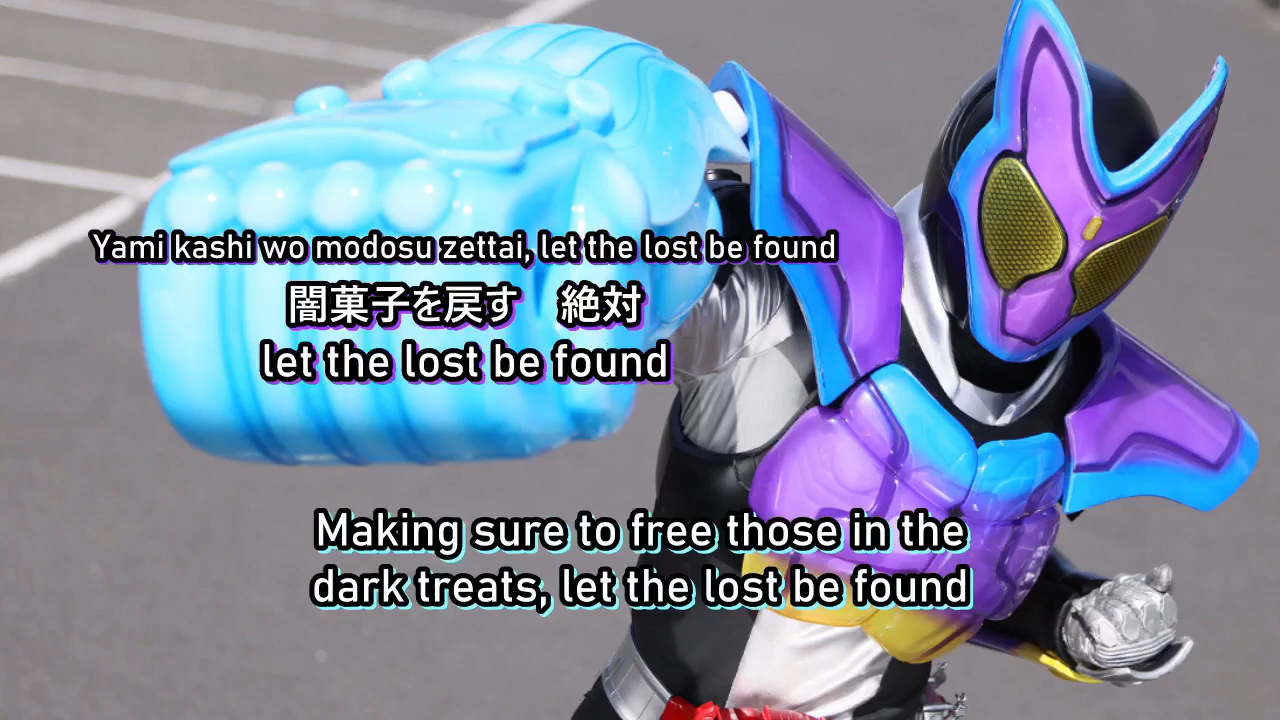 Yami kashi wo modosu zettai, let the lost be found
闇菓子を戻す　絶対
let the lost be found
Making sure to free those in the
dark treats, let the lost be found